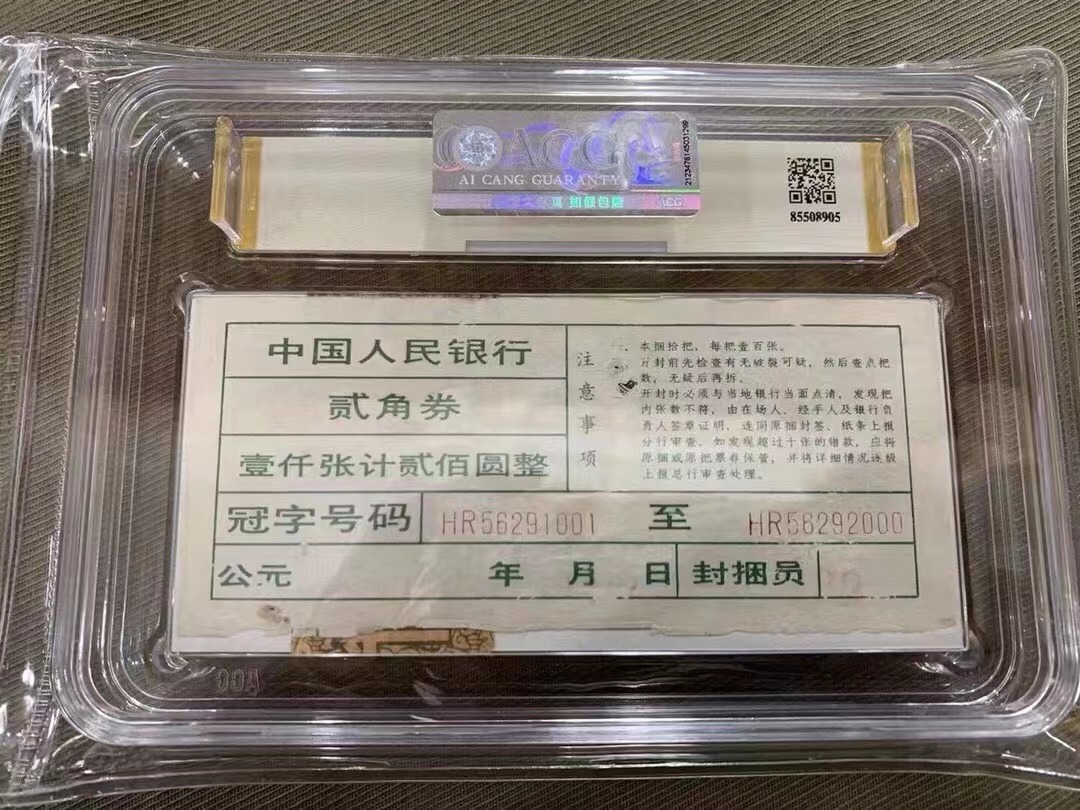 ACG
AI CANG GUARANTY
ACG
2123476145031299
85508905
中国人民银行
贰角券
壹仟张计贰佰圆整
注意事项
一、本捆拾把，每把壹百张。
开封前先检查有无破裂可疑，然后查点把
数，无疑后再拆。
开封时必须与当地银行当面点清，发现把
内张数不符，由在场人、经手人及银行负
责人签章证明，连同原捆封签、纸条上报
分行审查。如发现超过十张的错款，应将
原捆或原把票券保管，并将详细情况逐级
上报总行审查处理。
冠字号码 HR56291001 至 HR56292000
公元 年 月 日 封捆员
ACG